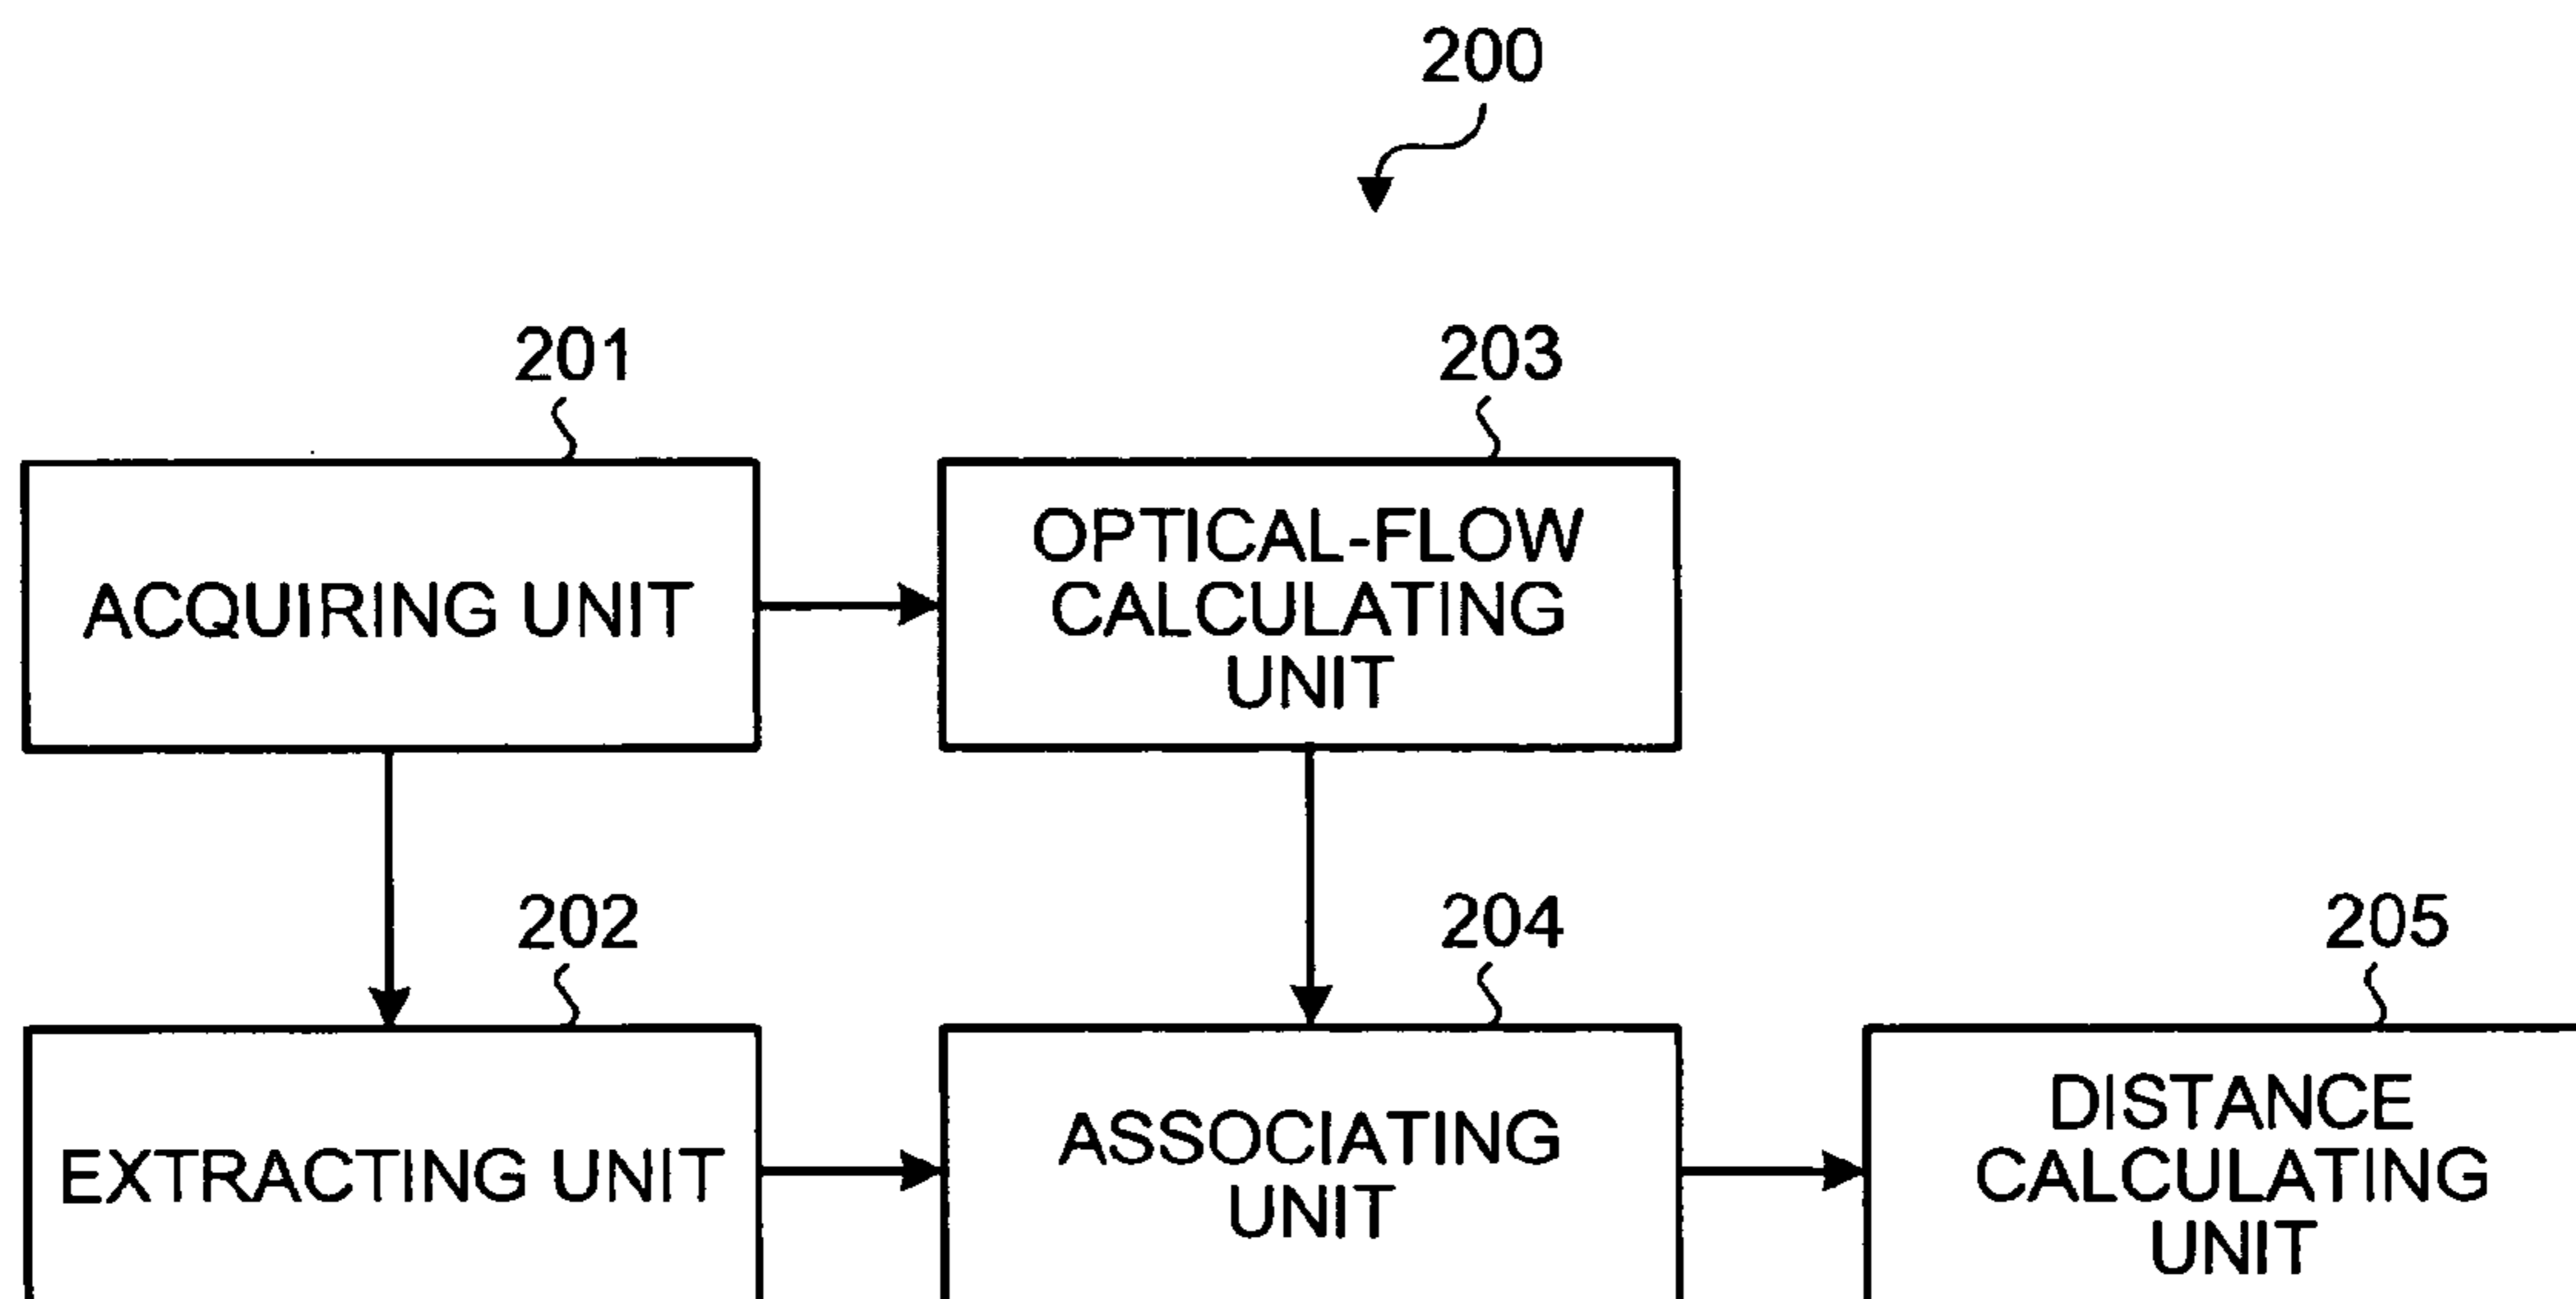 200
201
203
ACQUIRING UNIT
OPTICAL-FLOW
CALCULATING
UNIT
202
204
205
EXTRACTING UNIT
ASSOCIATING
UNIT
DISTANCE
CALCULATING
UNIT